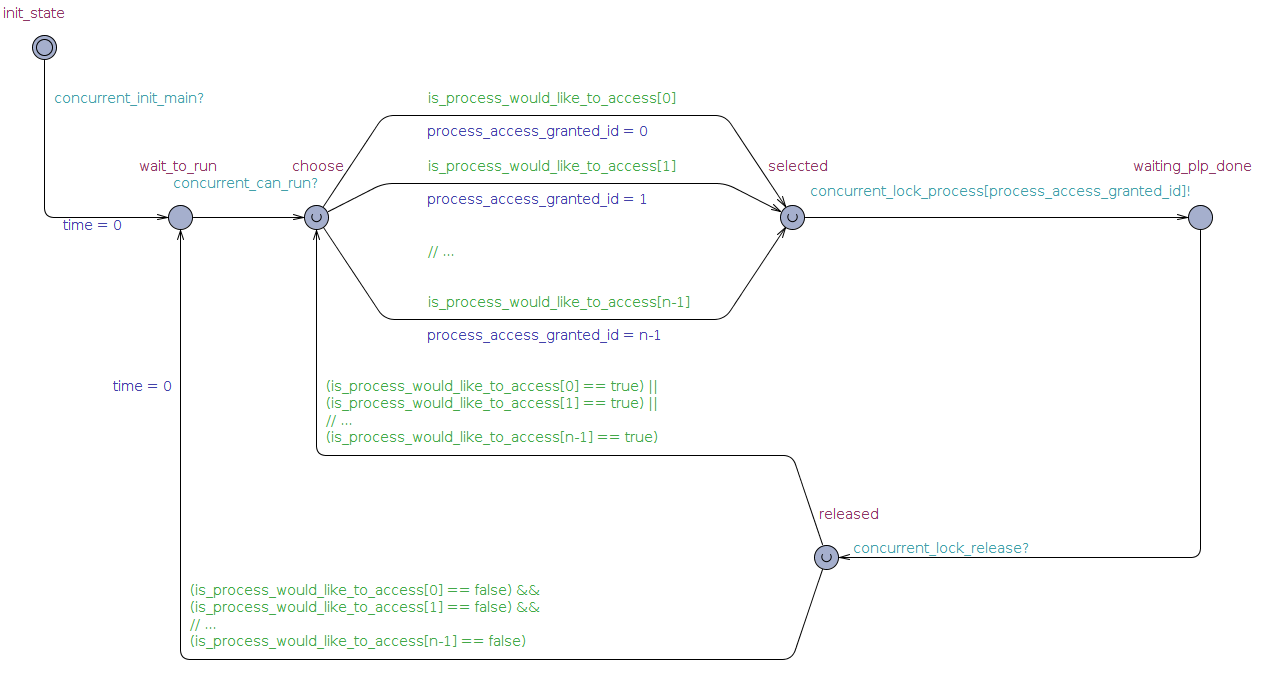 init_state
concurrent_init_main?
is_process_would_like_to_access[0]
process_access_granted_id = 0
wait_to_run
choose
is_process_would_like_to_access[1]
selected
waiting_plp_done
concurrent_can_run?
concurrent_lock_process[process_access_granted_id]!
process_access_granted_id = 1
time = 0
// ...
is_process_would_like_to_access[n-1]
process_access_granted_id = n-1
time = 0
(is_process_would_like_to_access[0] == true) ||
(is_process_would_like_to_access[1] == true) ||
// ...
(is_process_would_like_to_access[n-1] == true)
released
concurrent_lock_release?
(is_process_would_like_to_access[0] == false) &&
(is_process_would_like_to_access[1] == false) &&
// ...
(is_process_would_like_to_access[n-1] == false)